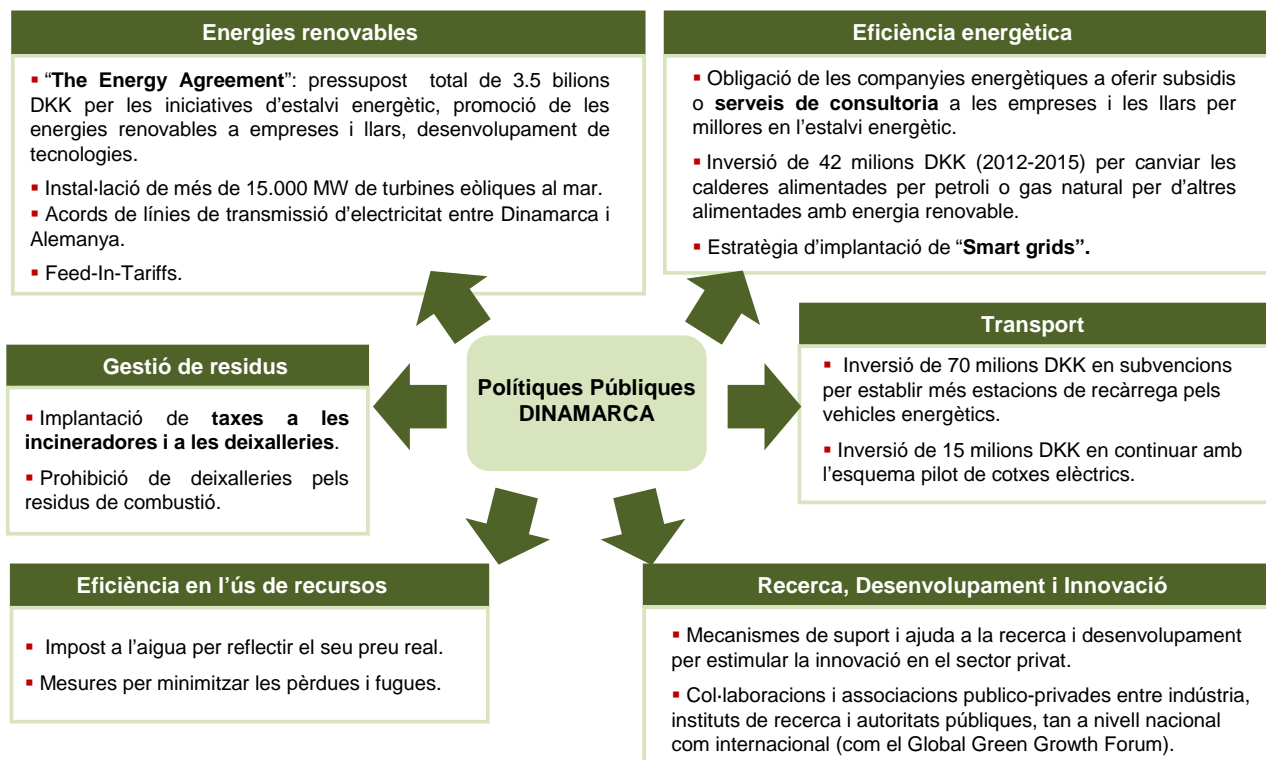 Energies renovables
▪ “The Energy Agreement”: pressupost total de 3.5 bilions
DKK per les iniciatives d’estalvi energètic, promoció de les
energies renovables a empreses i llars, desenvolupament de
tecnologies.
▪ Instal·lació de més de 15.000 MW de turbines eòliques al mar.
▪ Acords de línies de transmissió d’electricitat entre Dinamarca i
Alemanya.
▪ Feed-In-Tariffs.
Eficiència energètica
▪ Obligació de les companyies energètiques a oferir subsidis
o serveis de consultoria a les empreses i les llars per
millores en l’estalvi energètic.
▪ Inversió de 42 milions DKK (2012-2015) per canviar les
calderes alimentades per petroli o gas natural per d’altres
alimentades amb energia renovable.
▪ Estratègia d’implantació de “Smart grids”.
Gestió de residus
▪ Implantació de taxes a les
incineradores i a les deixalleries.
▪ Prohibició de deixalleries pels
residus de combustió.
Polítiques Públiques
DINAMARCA
Transport
▪ Inversió de 70 milions DKK en subvencions
per establir més estacions de recàrrega pels
vehicles energètics.
▪ Inversió de 15 milions DKK en continuar amb
l’esquema pilot de cotxes elèctrics.
Eficiència en l’ús de recursos
▪ Impost a l’aigua per reflectir el seu preu real.
▪ Mesures per minimitzar les pèrdues i fugues.
Recerca, Desenvolupament i Innovació
▪ Mecanismes de suport i ajuda a la recerca i desenvolupament
per estimular la innovació en el sector privat.
▪ Col·laboracions i associacions publico-privades entre indústria,
instituts de recerca i autoritats públiques, tan a nivell nacional
com internacional (com el Global Green Growth Forum).